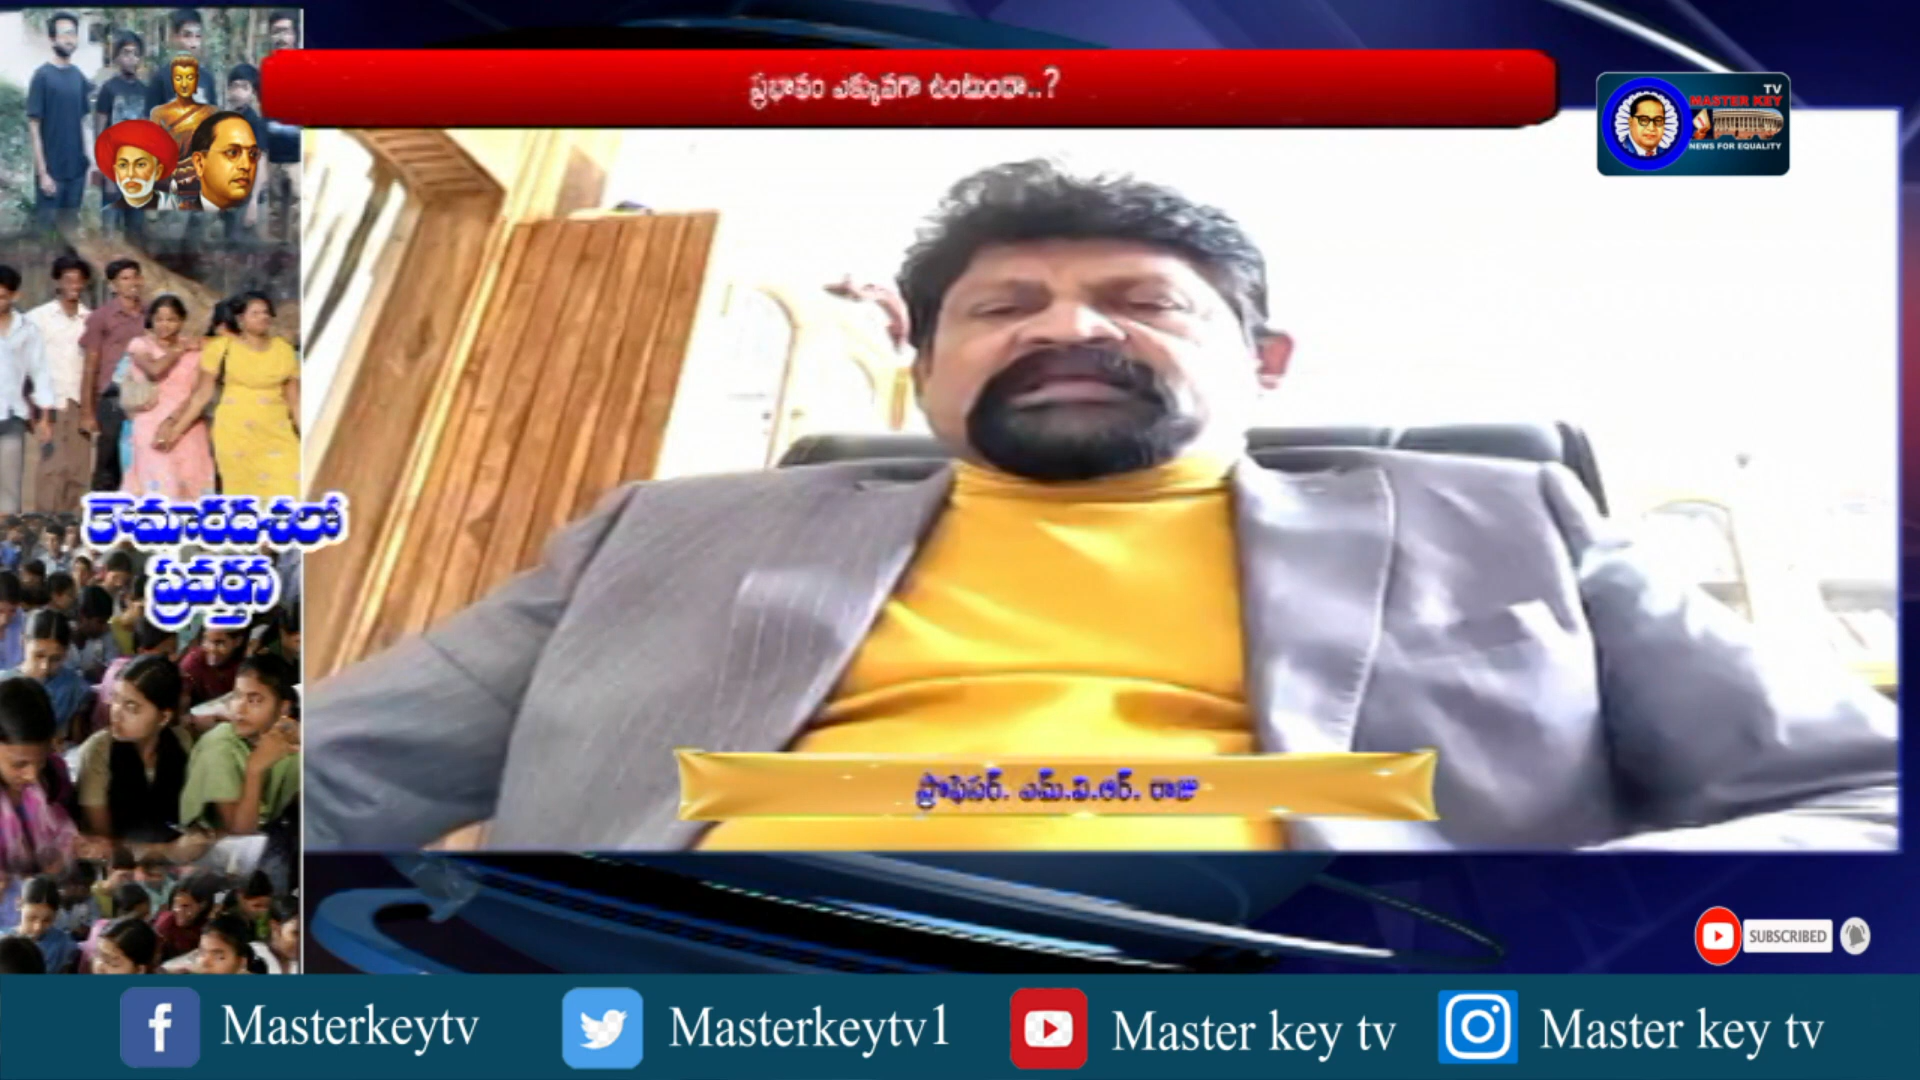 ప్రభావం ఎక్కువగా ఉంటుందా..?
TV
MASTER KEY
NEWS FOR EQUALITY
కౌమారదశలో
ప్రవర్తన
ప్రొఫెసర్. ఎమ్.వి.ఆర్. రాజు
SUBSCRIBED
Masterkeytv
Masterkeytv1
Master key tv
Master key tv